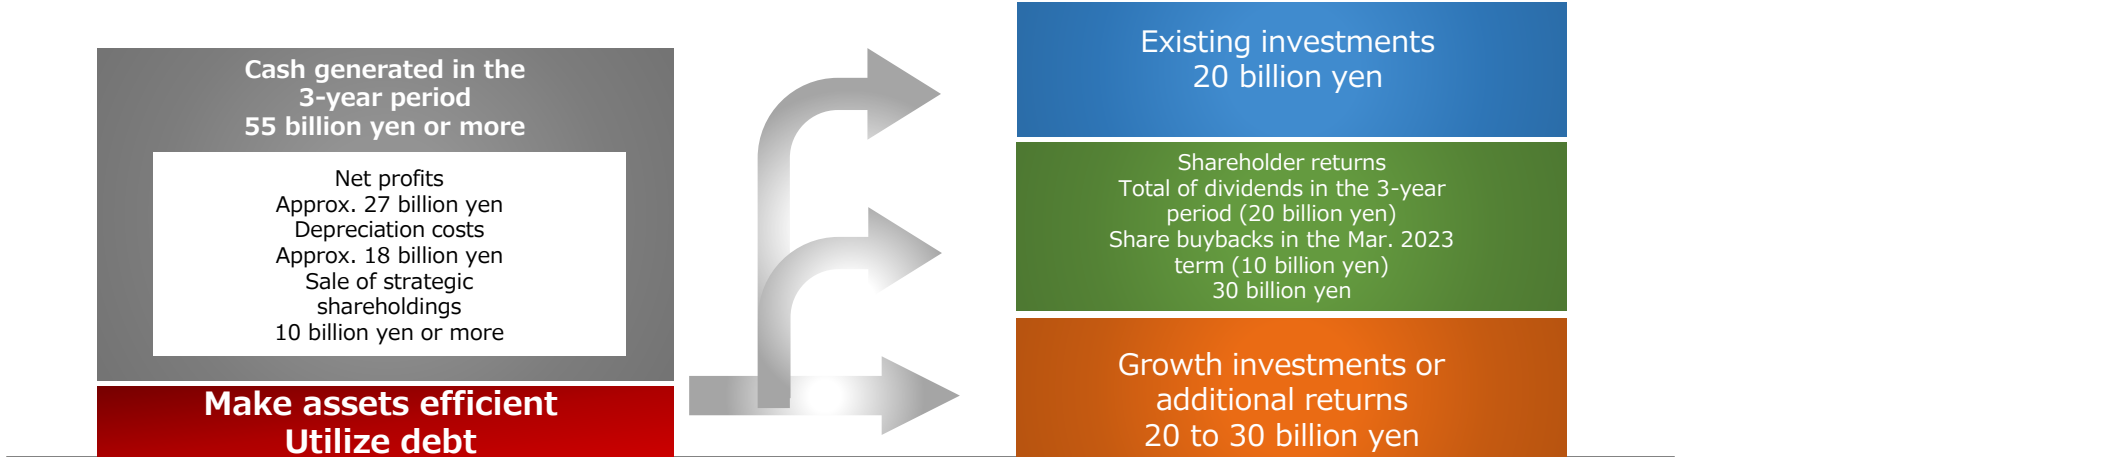 Cash generated in the
3-year period
55 billion yen or more
Net profits
Approx. 27 billion yen
Depreciation costs
Approx. 18 billion yen
Sale of strategic
shareholdings
10 billion yen or more
Make assets efficient
Utilize debt
Existing investments
20 billion yen
Shareholder returns
Total of dividends in the 3-year
period (20 billion yen)
Share buybacks in the Mar. 2023
term (10 billion yen)
30 billion yen
Growth investments or
additional returns
20 to 30 billion yen